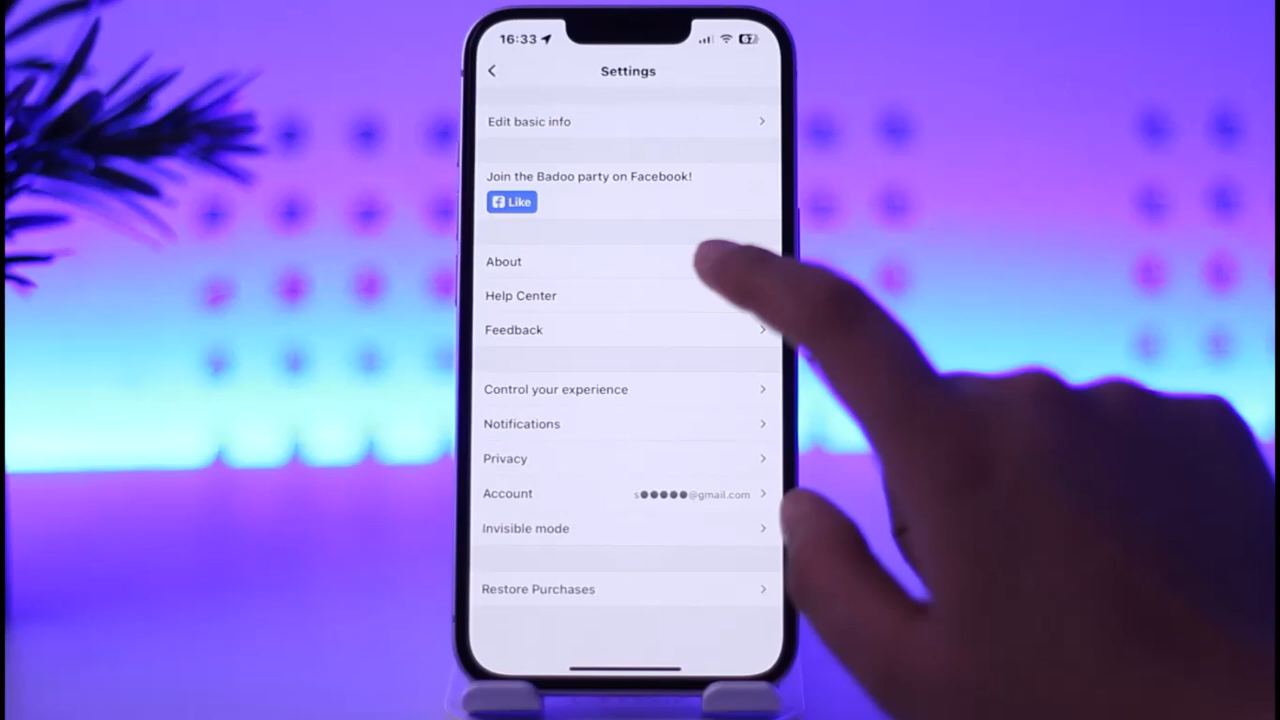 16:33
67
Settings
Edit basic info
Join the Badoo party on Facebook!
Like
About
Help Center
Feedback
Control your experience
Notifications
Privacy
Account s●●●●●@gmail.com
Invisible mode
Restore Purchases